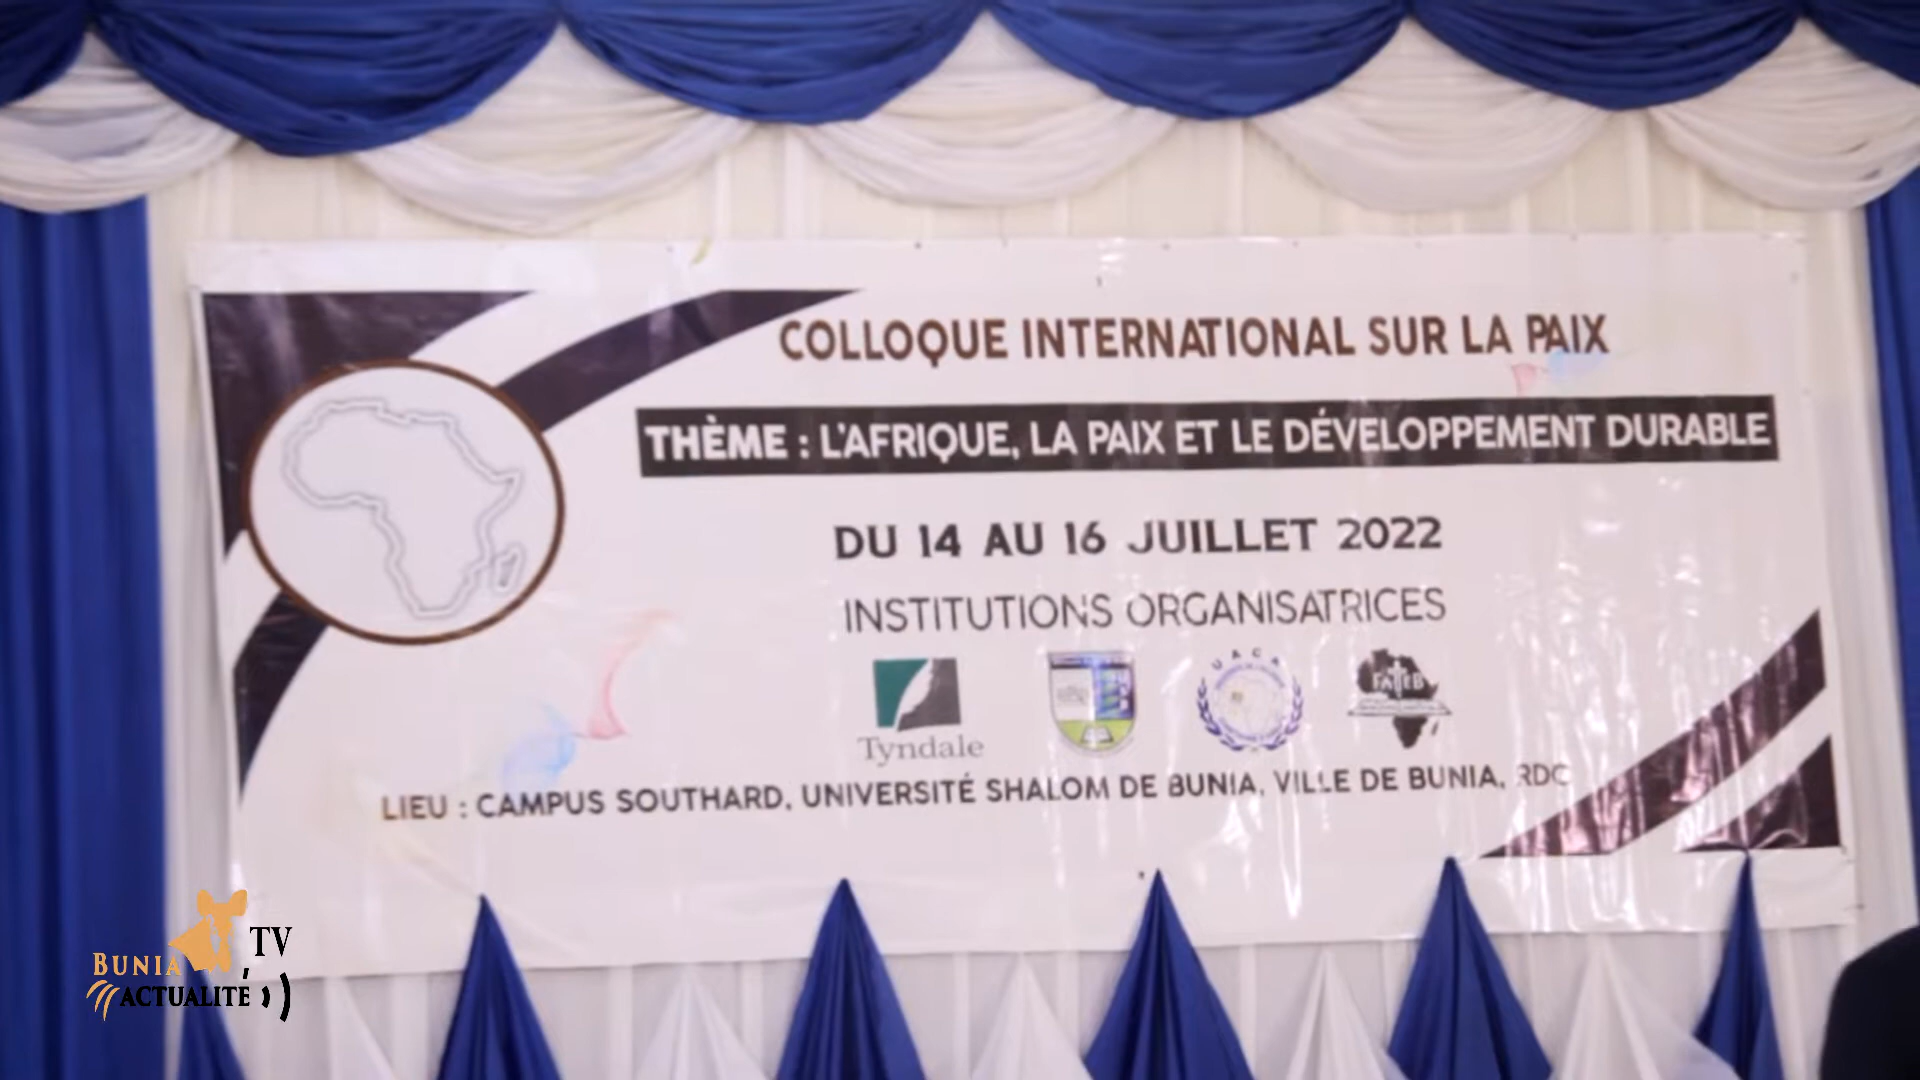 COLLOQUE INTERNATIONAL SUR LA PAIX
THÈME : L'AFRIQUE, LA PAIX ET LE DÉVELOPPEMENT DURABLE
DU 14 AU 16 JUILLET 2022
INSTITUTIONS ORGANISATRICES
UACA
FATEB
Tyndale
LIEU : CAMPUS SOUTHARD, UNIVERSITÉ SHALOM DE BUNIA, VILLE DE BUNIA, RDC
BUNIA TV
ACTUALITÉ